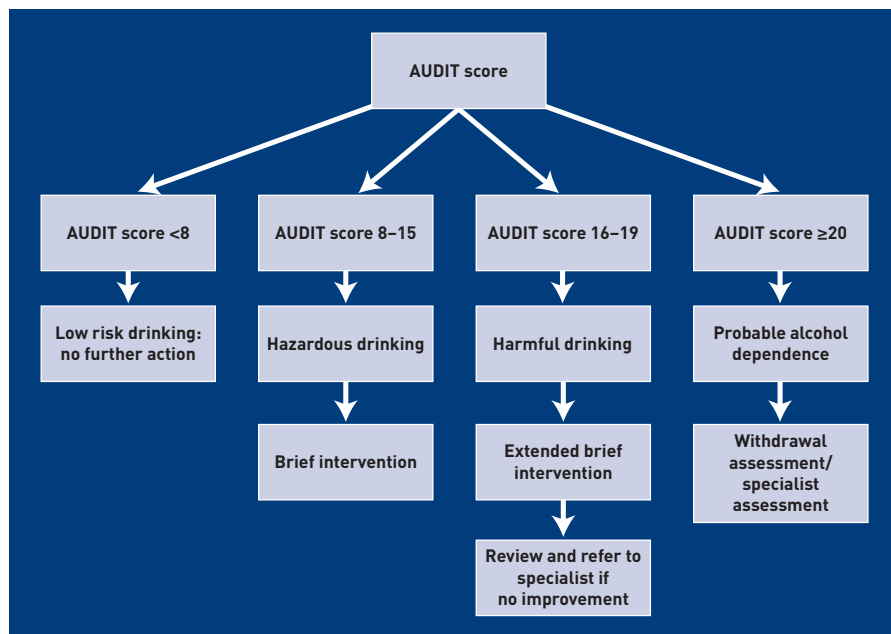 AUDIT score
AUDIT score <8
AUDIT score 8–15
AUDIT score 16–19
AUDIT score ≥20
Low risk drinking:
no further action
Hazardous drinking
Harmful drinking
Probable alcohol
dependence
Brief intervention
Extended brief
intervention
Withdrawal
assessment/
specialist
assessment
Review and refer to
specialist if
no improvement